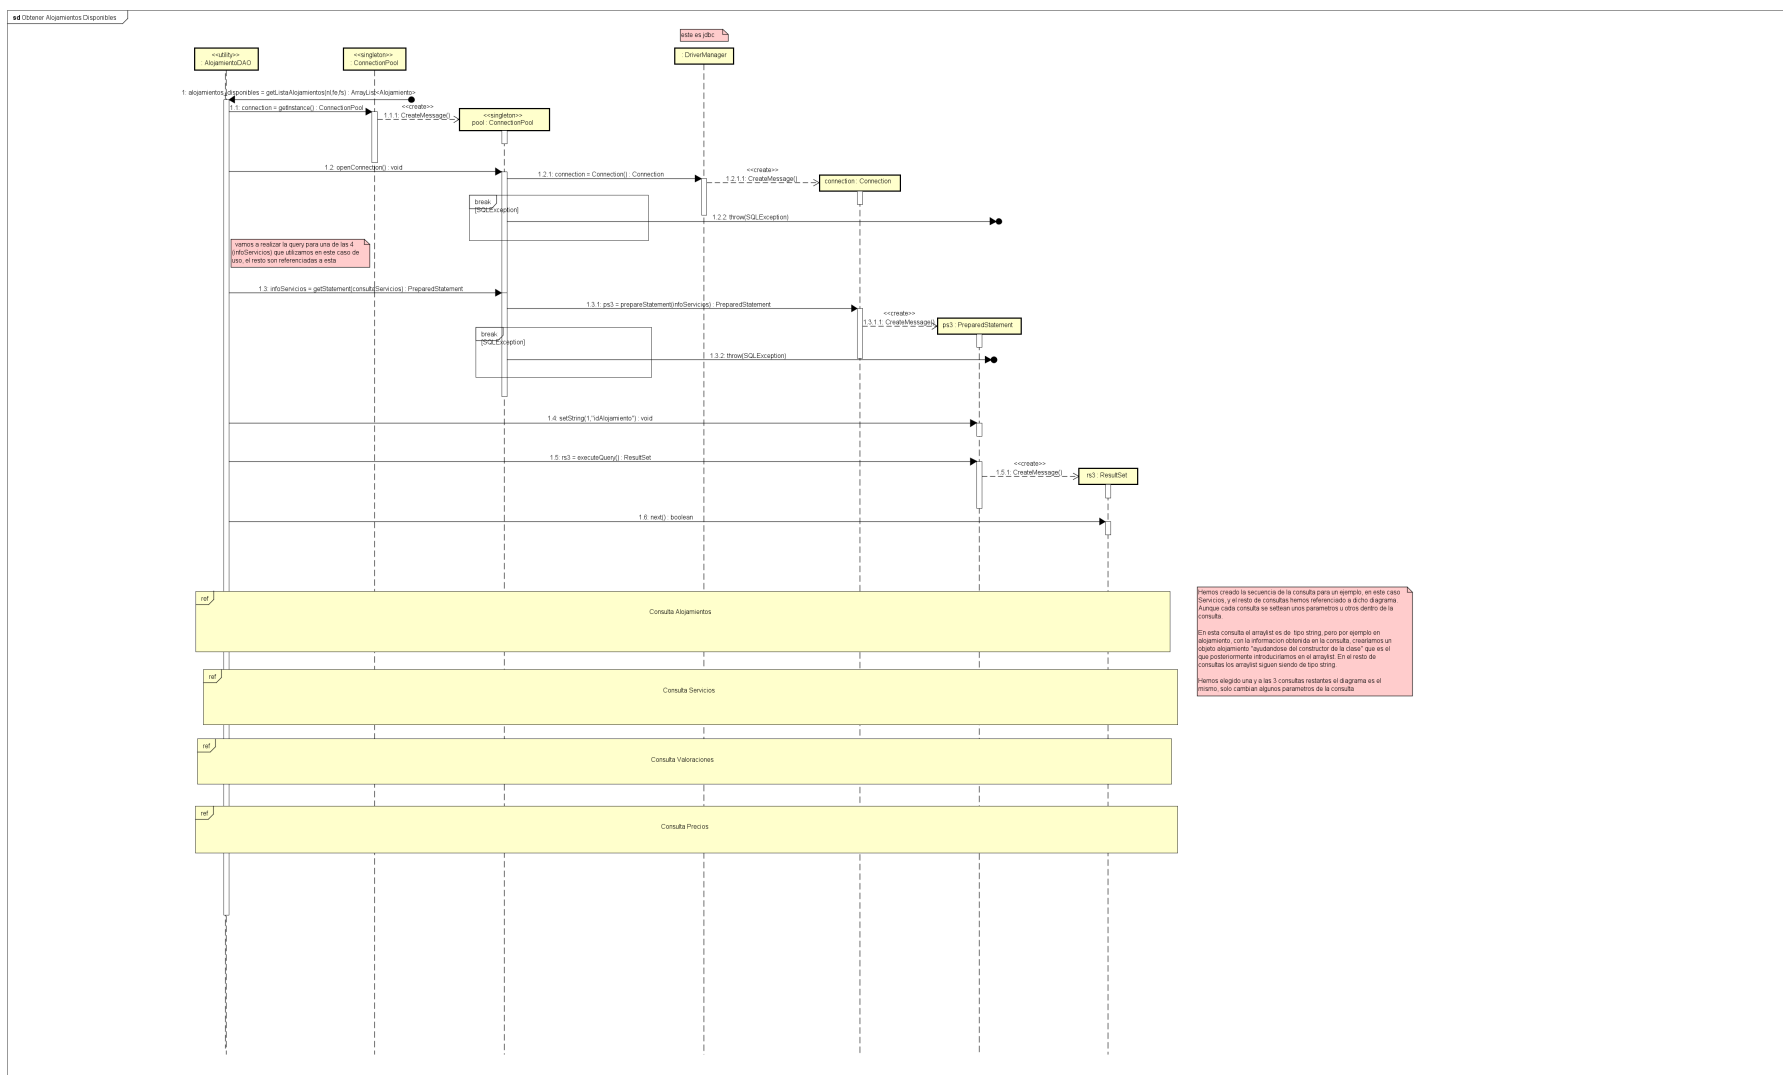 sd Obtener Alojamientos Disponibles
este es jdbc
<<utility>>
: AlojamientoDAO
<<singleton>>
: ConnectionPool
: DriverManager
1: alojamientos_disponibles = getListaAlojamientos(nl,fe,fs) : ArrayList<Alojamiento>
1.1: connection = getInstance() : ConnectionPool
<<create>>
1.1.1: CreateMessage()
<<singleton>>
pool : ConnectionPool
1.2: openConnection() : void
1.2.1: connection = Connection() : Connection
<<create>>
1.2.1.1: CreateMessage()
connection : Connection
break
[SQLException]
1.2.2: throw(SQLException)
vamos a realizar la query para una de las 4
(infoServicios) que utilizamos en este caso de
uso, el resto son referenciadas a esta
1.3: infoServicios = getStatement(consultaServicios) : PreparedStatement
1.3.1: ps3 = prepareStatement(infoServicios) : PreparedStatement
<<create>>
1.3.1.1: CreateMessage()
ps3 : PreparedStatement
break
[SQLException]
1.3.2: throw(SQLException)
1.4: setString(1,"idAlojamiento") : void
1.5: rs3 = executeQuery() : ResultSet
<<create>>
1.5.1: CreateMessage()
rs3 : ResultSet
1.6: next() : boolean
ref
Consulta Alojamientos
Hemos creado la secuencia de la consulta para un ejemplo, en este caso
Servicios, y el resto de consultas hemos referenciado a dicho diagrama.
Aunque cada consulta se settean unos parametros u otros dentro de la
consulta.
En esta consulta el arraylist es de tipo string, pero por ejemplo en
alojamiento, con la informacion obtenida en la consulta, creariamos un
objeto alojamiento "ayudandose del constructor de la clase" que es el
que posteriormente introduciriamos en el arraylist. En el resto de
consultas los arraylist siguen siendo de tipo string.
Hemos elegido una y a las 3 consultas restantes el diagrama es el
mismo, solo cambian algunos parametros de la consulta
ref
Consulta Servicios
ref
Consulta Valoraciones
ref
Consulta Precios